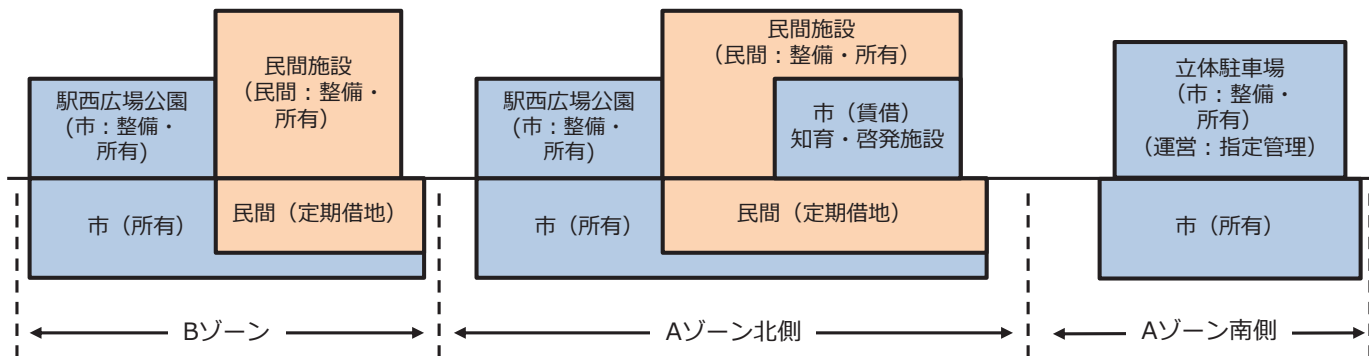 駅西広場公園
(市：整備・
所有)
民間施設
（民間：整備・
所有）
市（所有）
民間（定期借地）
駅西広場公園
(市：整備・
所有)
民間施設
（民間：整備・所有）
市（賃借）
知育・啓発施設
市（所有）
民間（定期借地）
立体駐車場
（市：整備・
所有）
（運営：指定管理）
市（所有）
Bゾーン
Aゾーン北側
Aゾーン南側